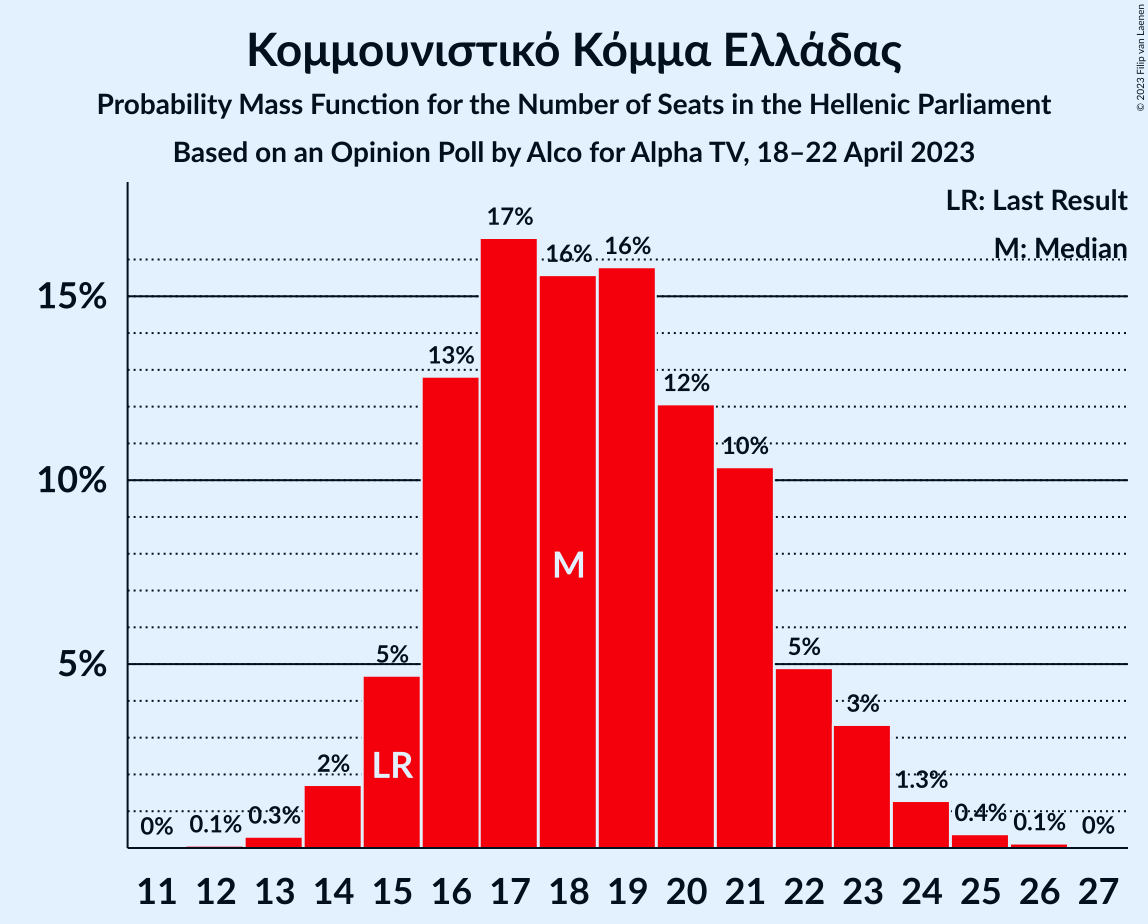 Κομμουνιστικό Κόμμα Ελλάδας
Probability Mass Function for the Number of Seats in the Hellenic Parliament
Based on an Opinion Poll by Alco for Alpha TV, 18–22 April 2023
© 2023 Filip van Laenen
LR: Last Result
M: Median
15%
10%
5%
0%
0.1%
0.3%
2%
5%
13%
17%
16%
16%
12%
10%
5%
3%
1.3%
0.4%
0.1%
0%
LR
M
11 12 13 14 15 16 17 18 19 20 21 22 23 24 25 26 27